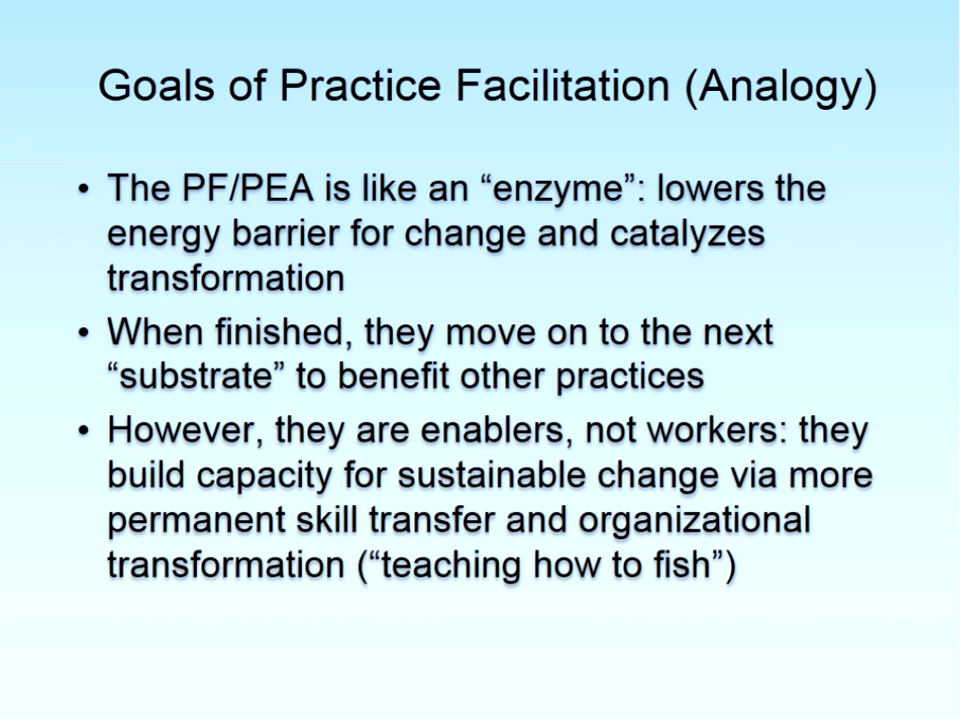 Goals of Practice Facilitation (Analogy)
• The PF/PEA is like an “enzyme”: lowers the
energy barrier for change and catalyzes
transformation
• When finished, they move on to the next
“substrate” to benefit other practices
• However, they are enablers, not workers: they
build capacity for sustainable change via more
permanent skill transfer and organizational
transformation (“teaching how to fish”)